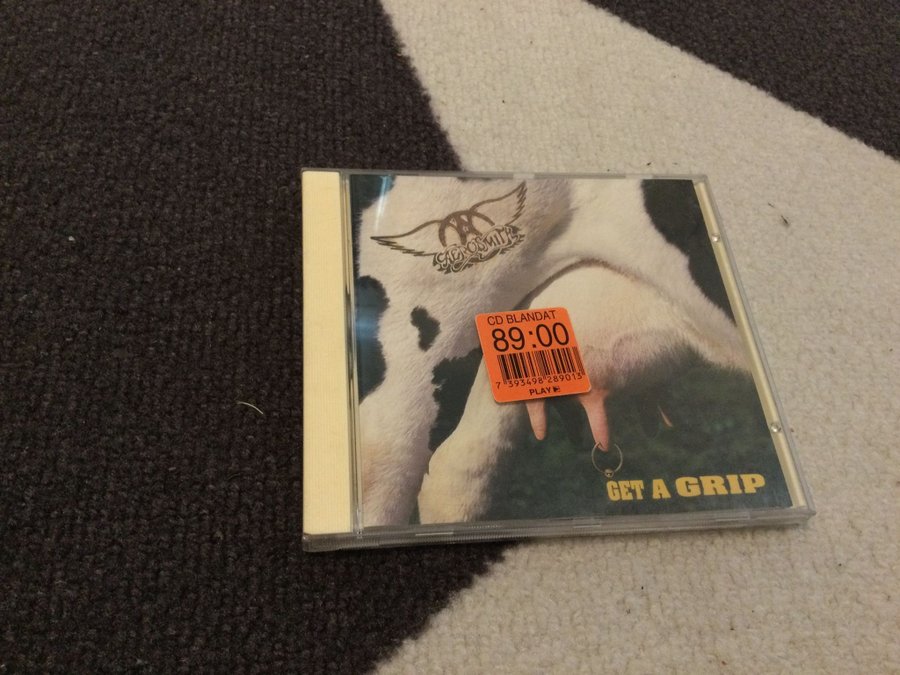 AEROSMITH
CD BLANDAT
89:00
7 393498 289013
PLAY
GET A GRIP